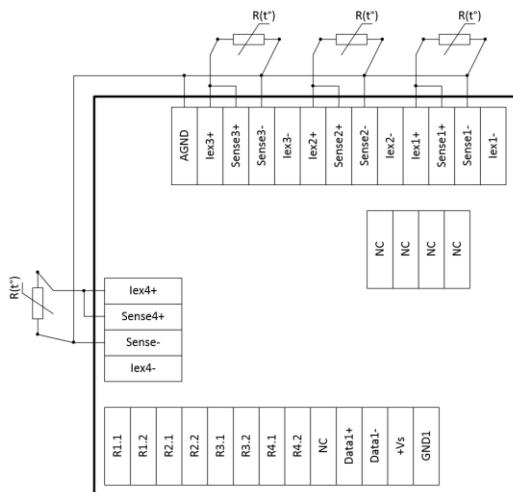 R(t°) R(t°) R(t°)
AGND Iex3+ Sense3+ Sense3- Iex3- Iex2+ Sense2+ Sense2- Iex2- Iex1+ Sense1+ Sense1- Iex1-
NC NC NC NC
R(t°)
Iex4+
Sense4+
Sense-
Iex4-
R1.1 R1.2 R2.1 R2.2 R3.1 R3.2 R4.1 R4.2 NC Data1+ Data1- +Vs GND1